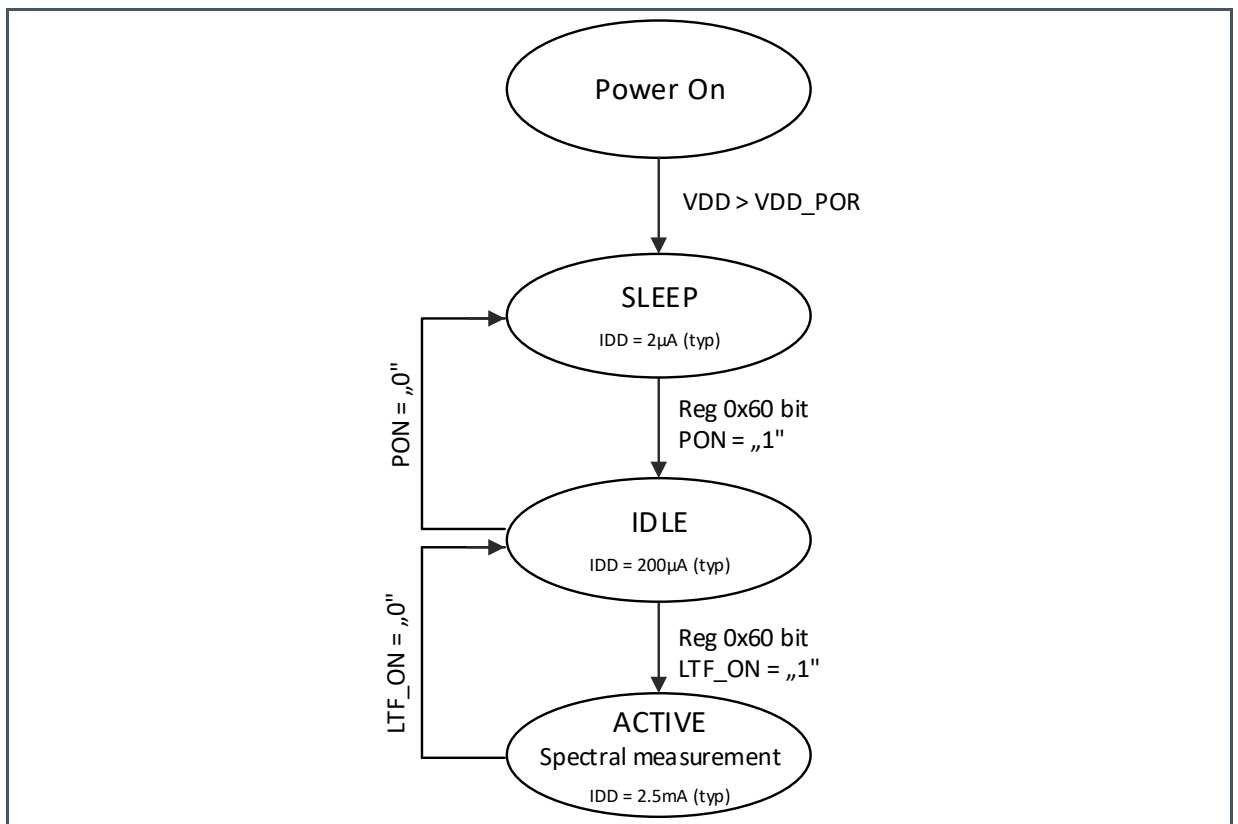 Power On
VDD > VDD_POR
SLEEP
IDD = 2µA (typ)
PON = „0"
Reg 0x60 bit
PON = „1"
IDLE
IDD = 200µA (typ)
LTF_ON = „0"
Reg 0x60 bit
LTF_ON = „1"
ACTIVE
Spectral measurement
IDD = 2.5mA (typ)